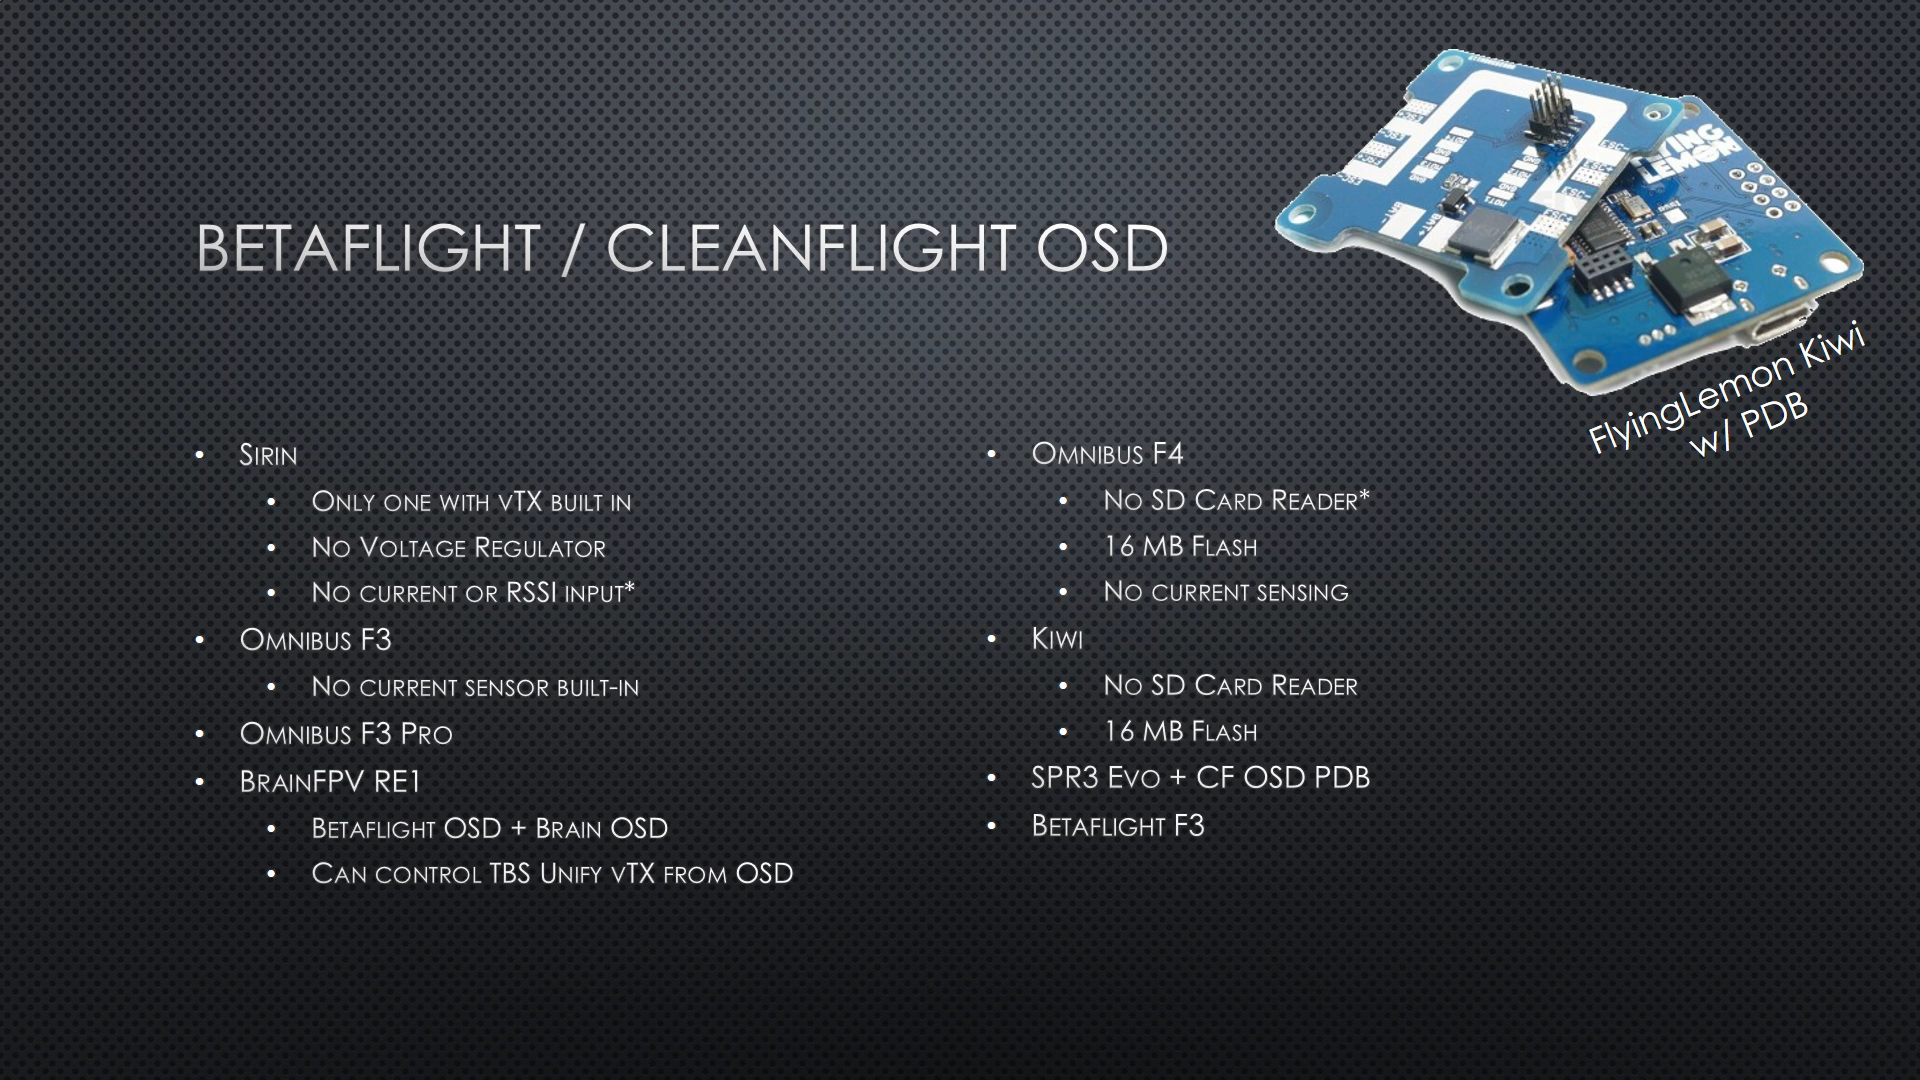 BETAFLIGHT / CLEANFLIGHT OSD
FlyingLemon Kiwi
w/ PDB
• Sirin
• Only one with vTX built in
• No Voltage Regulator
• No current or RSSI input*
• Omnibus F3
• No current sensor built-in
• Omnibus F3 Pro
• BrainFPV RE1
• Betaflight OSD + Brain OSD
• Can control TBS Unify vTX from OSD
• Omnibus F4
• No SD Card Reader*
• 16 MB Flash
• No current sensing
• Kiwi
• No SD Card Reader
• 16 MB Flash
• SPR3 Evo + CF OSD PDB
• Betaflight F3